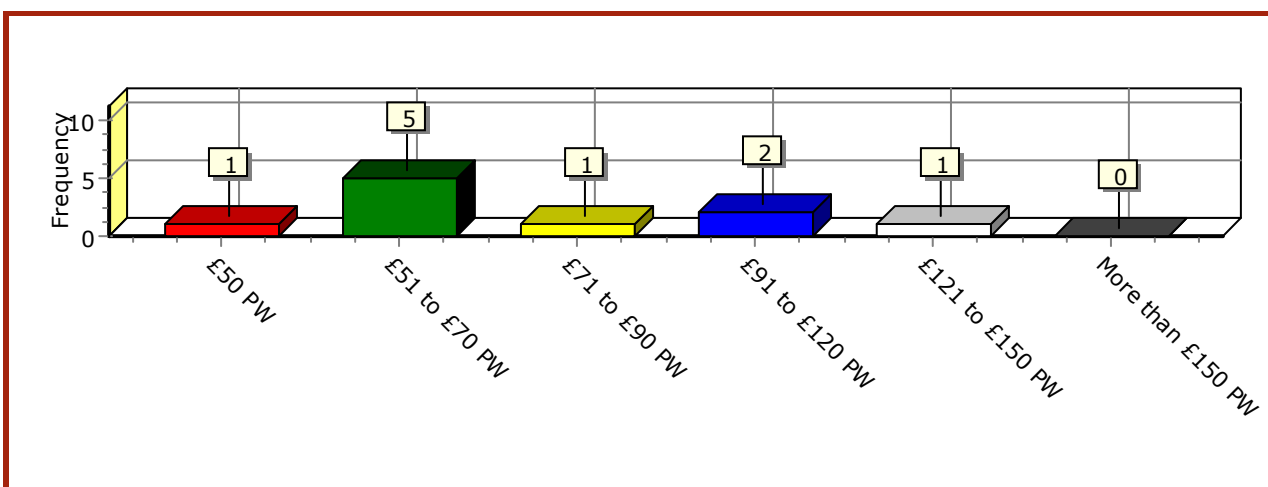 Frequency
10
5
0
1
5
1
2
1
0
£50 PW
£51 to £70 PW
£71 to £90 PW
£91 to £120 PW
£121 to £150 PW
More than £150 PW